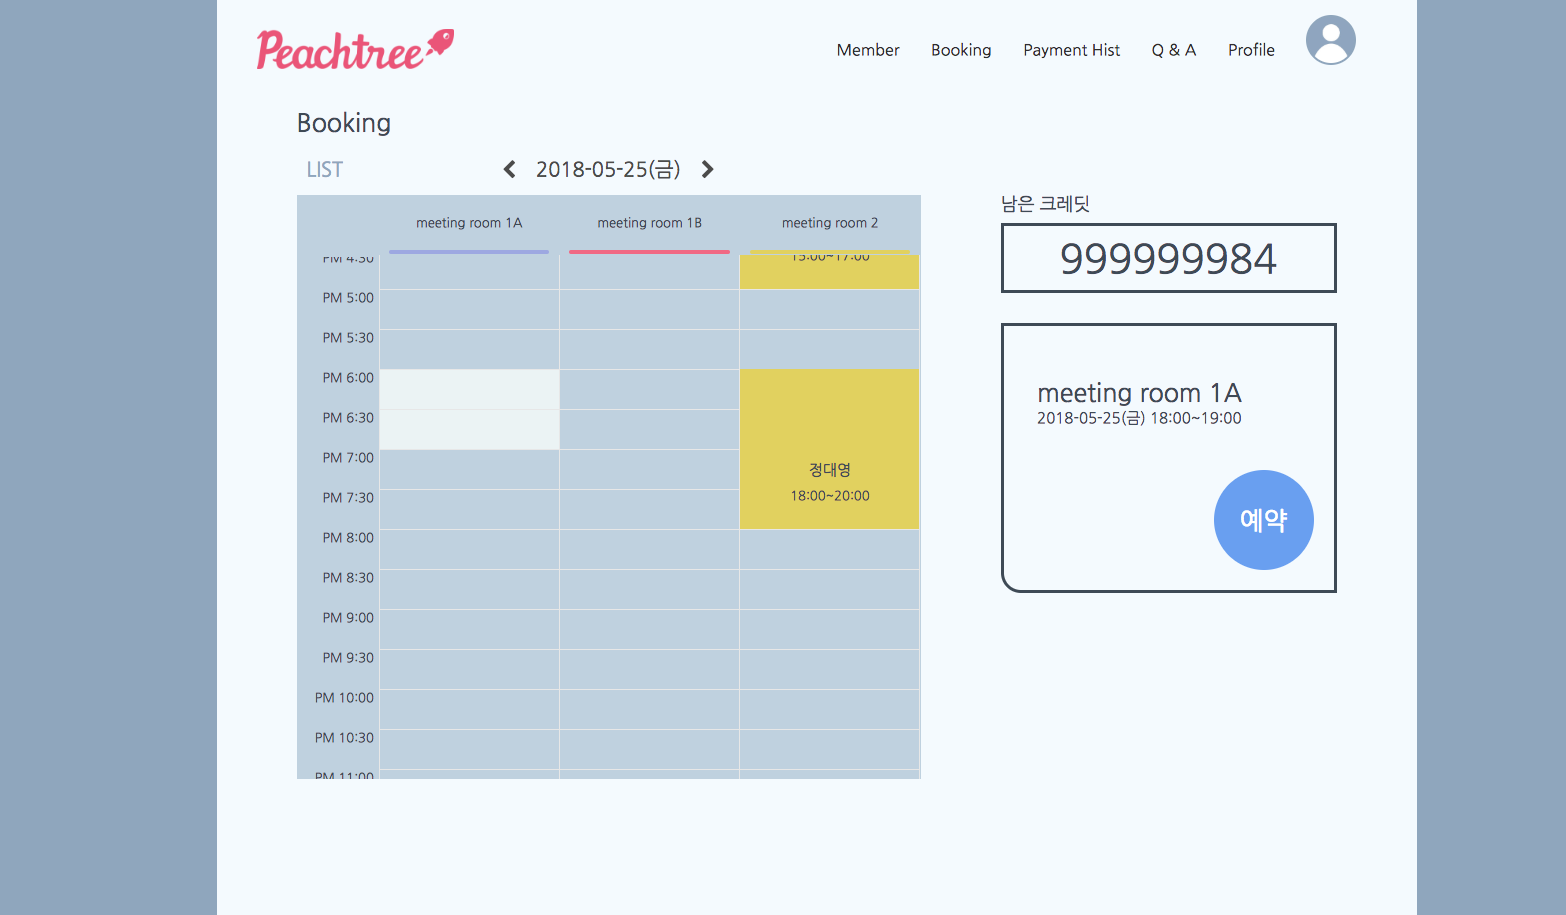 Peachtree
Member Booking Payment Hist Q & A Profile
Booking
LIST
2018-05-25(금)
meeting room 1A meeting room 1B meeting room 2
PM 4:30
15:00~17:00
PM 5:00
PM 5:30
PM 6:00
PM 6:30
PM 7:00
PM 7:30
PM 8:00
PM 8:30
PM 9:00
PM 9:30
PM 10:00
PM 10:30
PM 11:00
정대영
18:00~20:00
남은 크레딧
999999984
meeting room 1A
2018-05-25(금) 18:00~19:00
예약